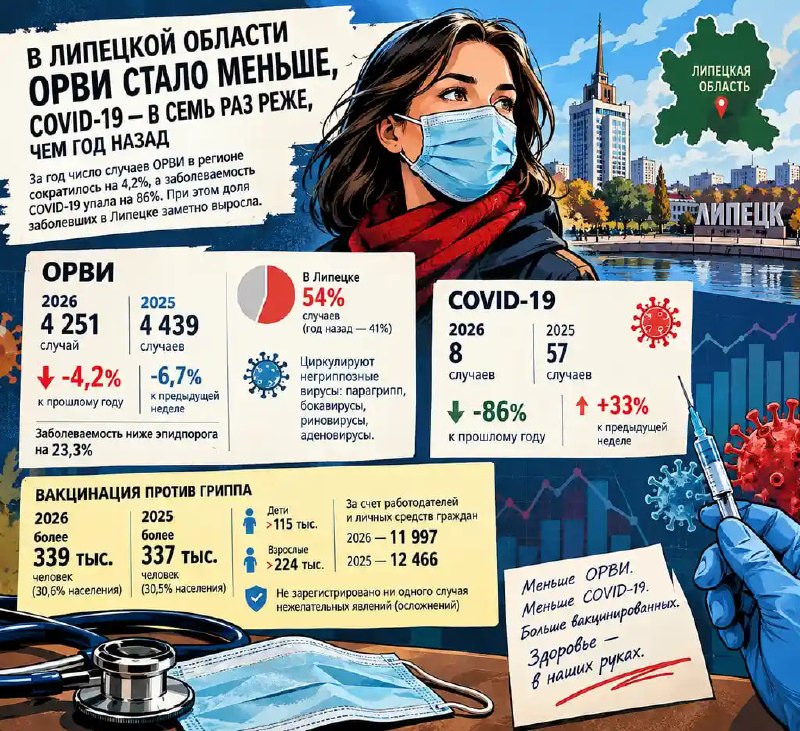 В ЛИПЕЦКОЙ ОБЛАСТИ
ОРВИ СТАЛО МЕНЬШЕ,
COVID-19 – В СЕМЬ РАЗ РЕЖЕ,
ЧЕМ ГОД НАЗАД
За год число случаев ОРВИ в регионе
сократилось на 4,2%, а заболеваемость
COVID-19 упала на 86%. При этом доля
заболевших в Липецке заметно выросла.
ЛИПЕЦКАЯ
ОБЛАСТЬ
ЛИПЕЦК
ОРВИ
2026
4 251
случай
2025
4 439
случаев
-4,2%
к прошлому году
-6,7%
к предыдущей
неделе
Заболеваемость ниже эпидпорога
на 23,3%
В Липецке
54%
случаев
(год назад — 41%)
Циркулируют
негриппозные
вирусы: парагрипп,
бокавирусы,
риновирусы,
аденовирусы.
COVID-19
2026
8
случаев
2025
57
случаев
-86%
к прошлому году
+33%
к предыдущей
неделе
ВАКЦИНАЦИЯ ПРОТИВ ГРИППА
2026
более
339 тыс.
человек
(30,6% населения)
2025
более
337 тыс.
человек
(30,5% населения)
Дети
>115 тыс.
Взрослые
>224 тыс.
За счет работодателей
и личных средств граждан
2026 — 11 997
2025 — 12 466
Не зарегистрировано ни одного случая
нежелательных явлений (осложнений)
Меньше ОРВИ.
Меньше COVID-19.
Больше вакцинированных.
Здоровье —
в наших руках.